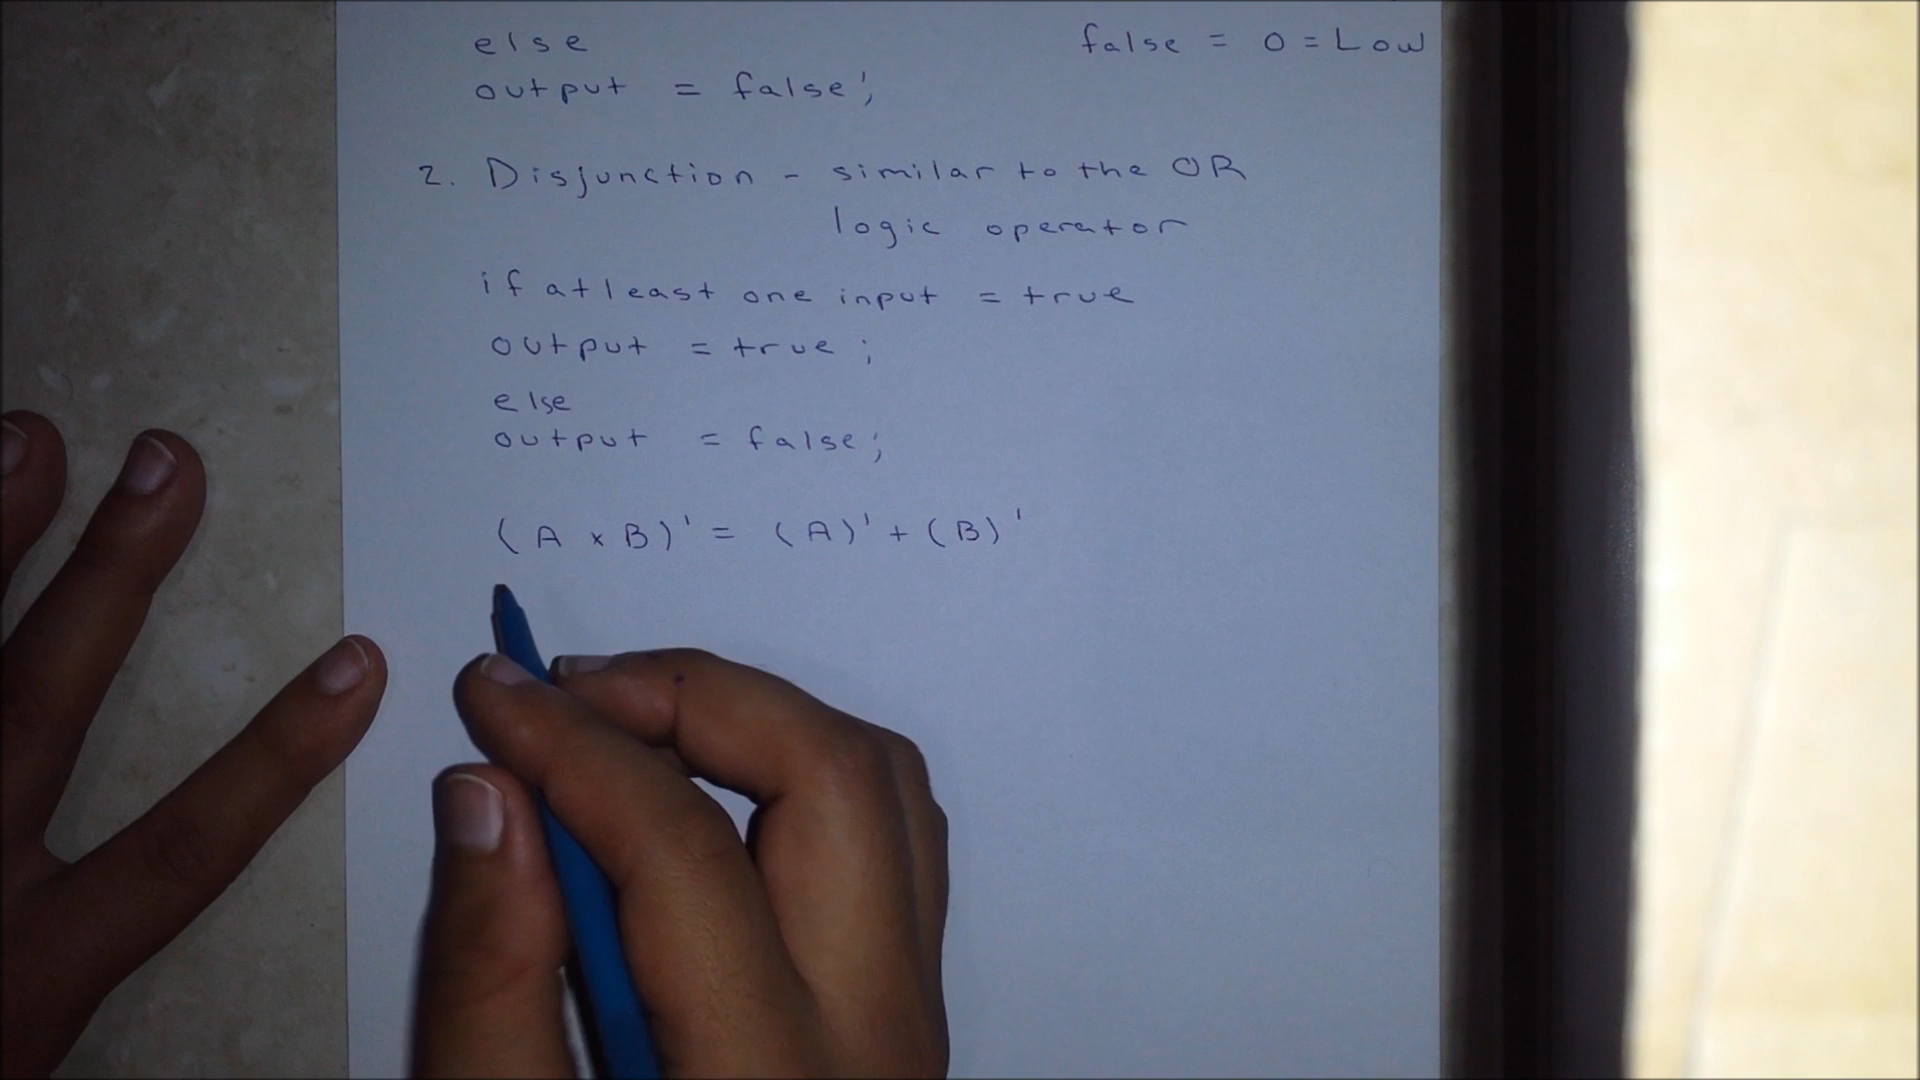 else
false = 0 = Low
output = false;
2. Disjunction - similar to the OR
logic operator
if atleast one input = true
output = true;
else
output = false;
(A x B)' = (A)' + (B)'